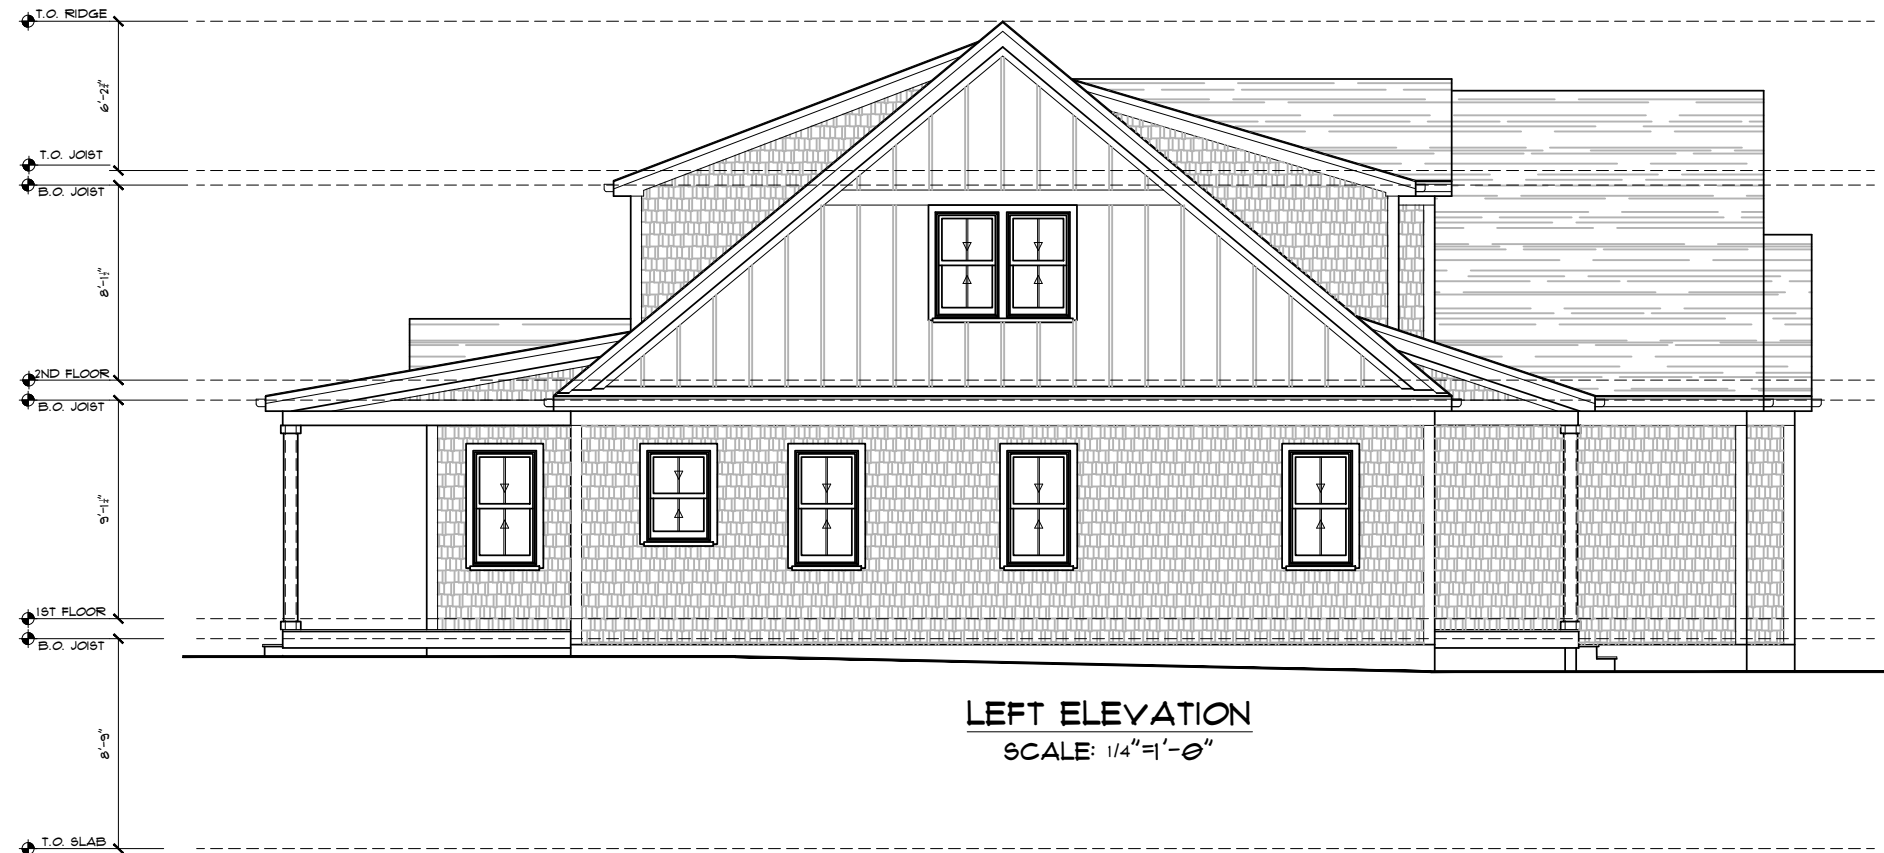 T.O. RIDGE
6'-2¾"
T.O. JOIST
B.O. JOIST
8'-1½"
2ND FLOOR
B.O. JOIST
9'-1½"
1ST FLOOR
B.O. JOIST
LEFT ELEVATION
SCALE: 1/4"=1'-0"
8'-9"
T.O. SLAB